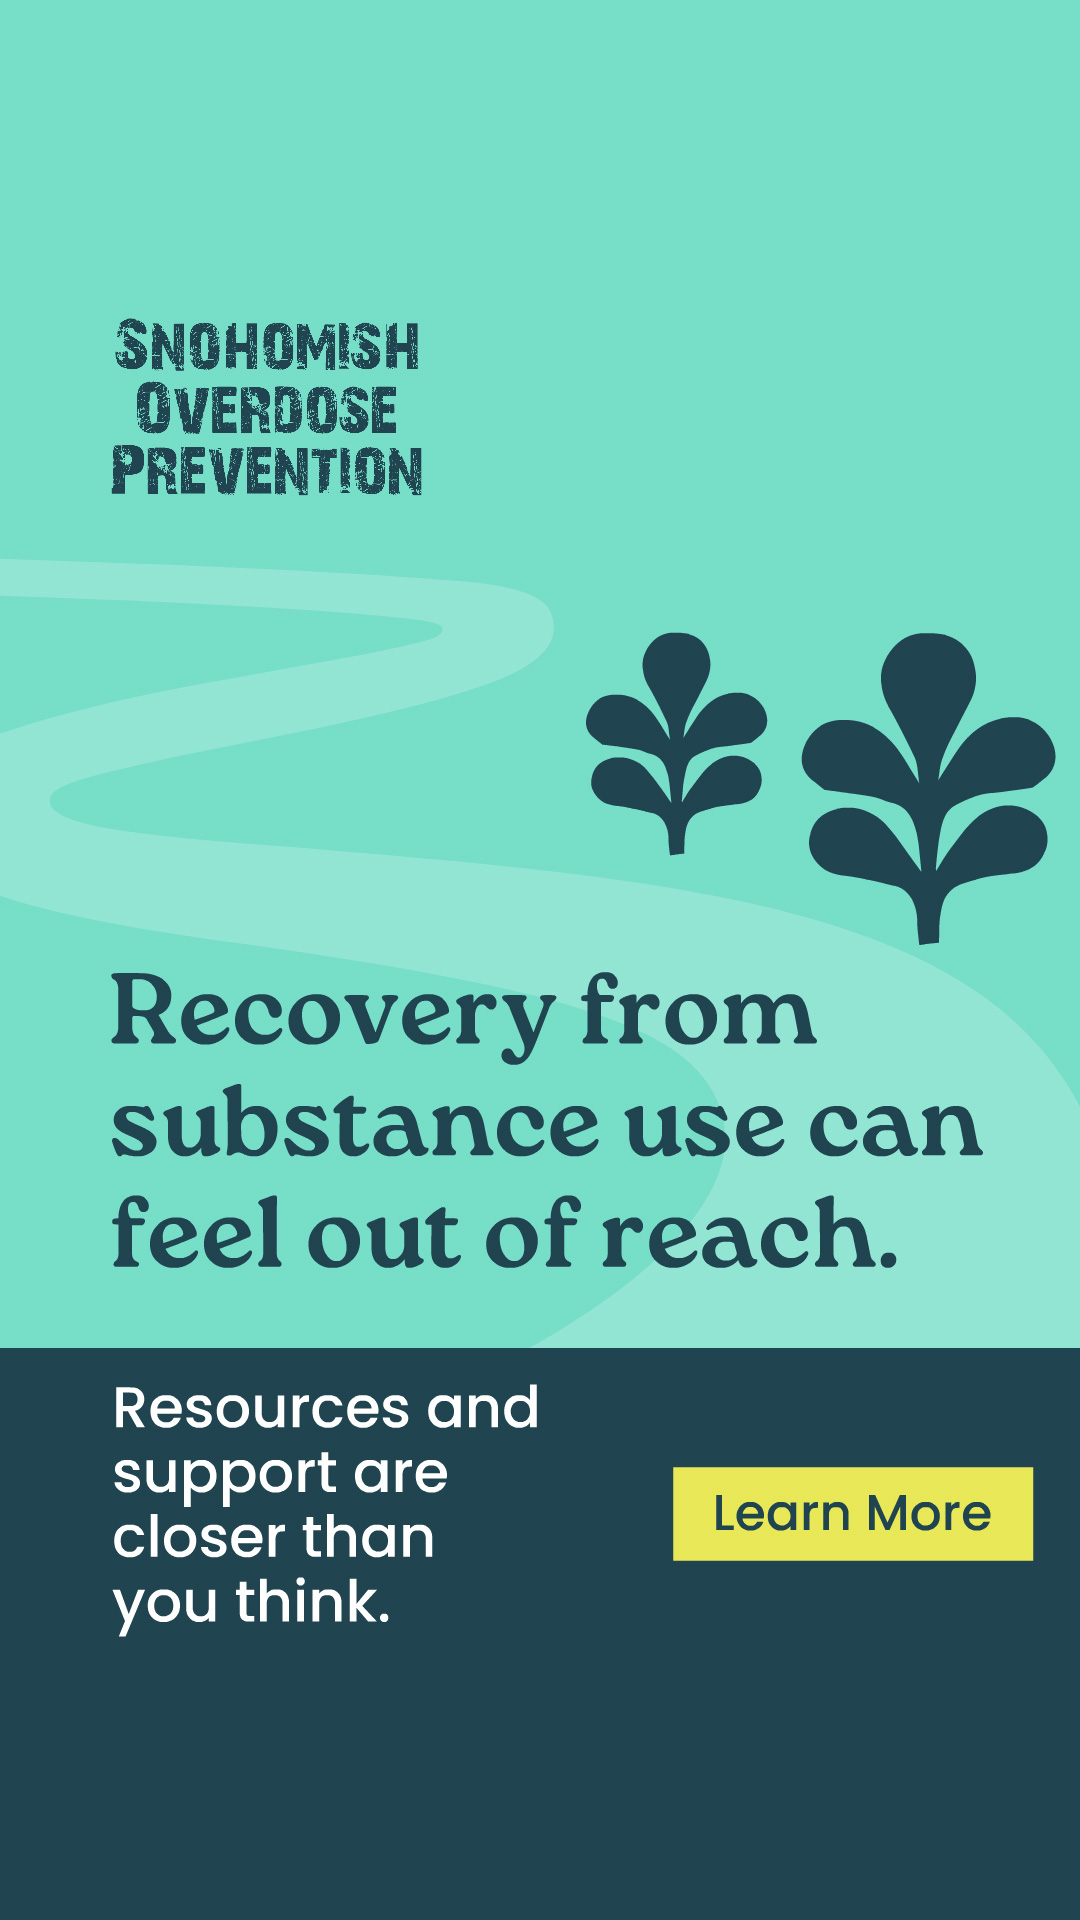 Snohomish
Overdose
Prevention
Recovery from
substance use can
feel out of reach.
Resources and
support are
closer than
you think.
Learn More